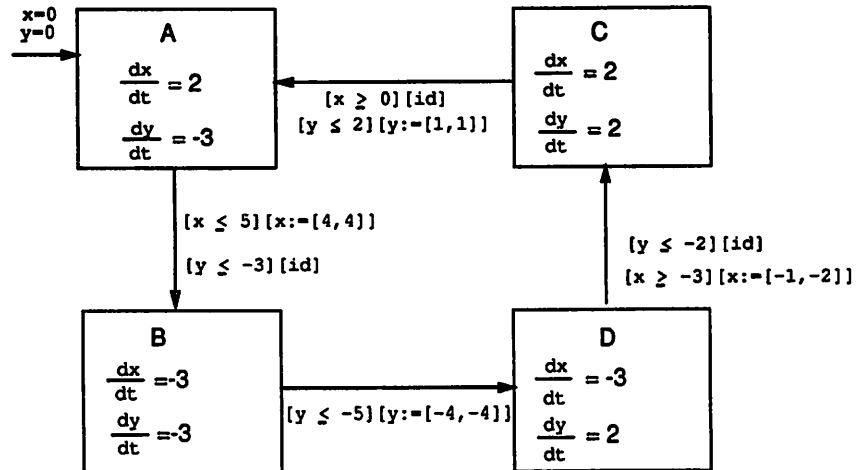 x=0
y=0
A
dx/dt = 2
dy/dt = -3
C
dx/dt = 2
dy/dt = 2
[x ≥ 0][id]
[y ≤ 2][y:=[1,1]]
[x ≤ 5][x:=[4,4]]
[y ≤ -3][id]
[y ≤ -2][id]
[x ≥ -3][x:=[-1,-2]]
B
dx/dt =-3
dy/dt =-3
[y ≤ -5][y:=[-4,-4]]
D
dx/dt = -3
dy/dt = 2